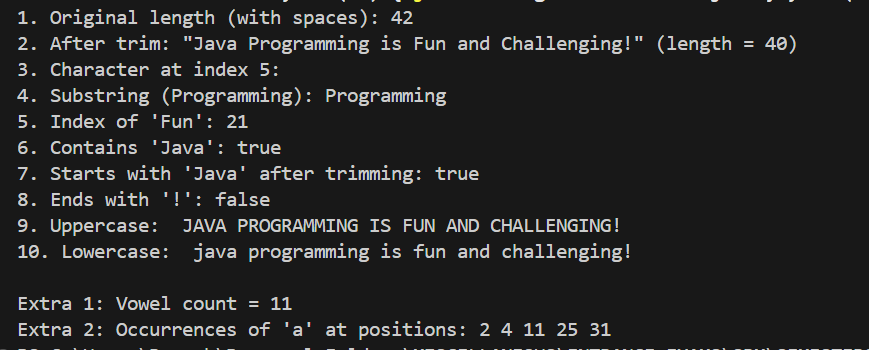 1. Original length (with spaces): 42
2. After trim: "Java Programming is Fun and Challenging!" (length = 40)
3. Character at index 5:
4. Substring (Programming): Programming
5. Index of 'Fun': 21
6. Contains 'Java': true
7. Starts with 'Java' after trimming: true
8. Ends with '!': false
9. Uppercase:  JAVA PROGRAMMING IS FUN AND CHALLENGING!
10. Lowercase:  java programming is fun and challenging!

Extra 1: Vowel count = 11
Extra 2: Occurrences of 'a' at positions: 2 4 11 25 31